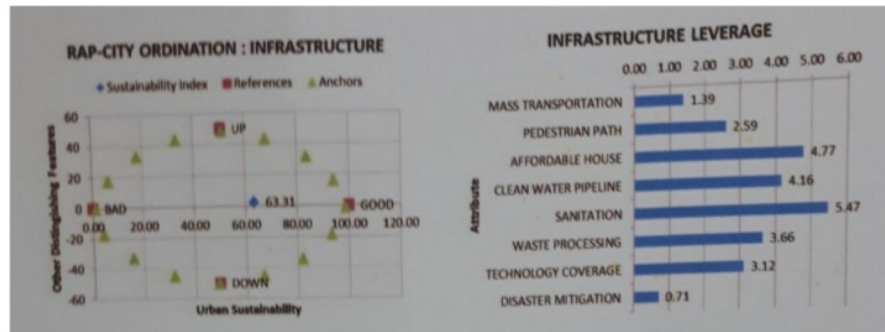 RAP-CITY ORDINATION : INFRASTRUCTURE
Sustainability Index References Anchors
Other Distinghishing Features
60
40
20
0
-20
-40
-60
UP
BAD
63.31
GOOD
DOWN
0.00 20.00 40.00 60.00 80.00 100.00 120.00
Urban Sustainability
INFRASTRUCTURE LEVERAGE
0.00 1.00 2.00 3.00 4.00 5.00 6.00
Attribute
MASS TRANSPORTATION 1.39
PEDESTRIAN PATH 2.59
AFFORDABLE HOUSE 4.77
CLEAN WATER PIPELINE 4.16
SANITATION 5.47
WASTE PROCESSING 3.66
TECHNOLOGY COVERAGE 3.12
DISASTER MITIGATION 0.71